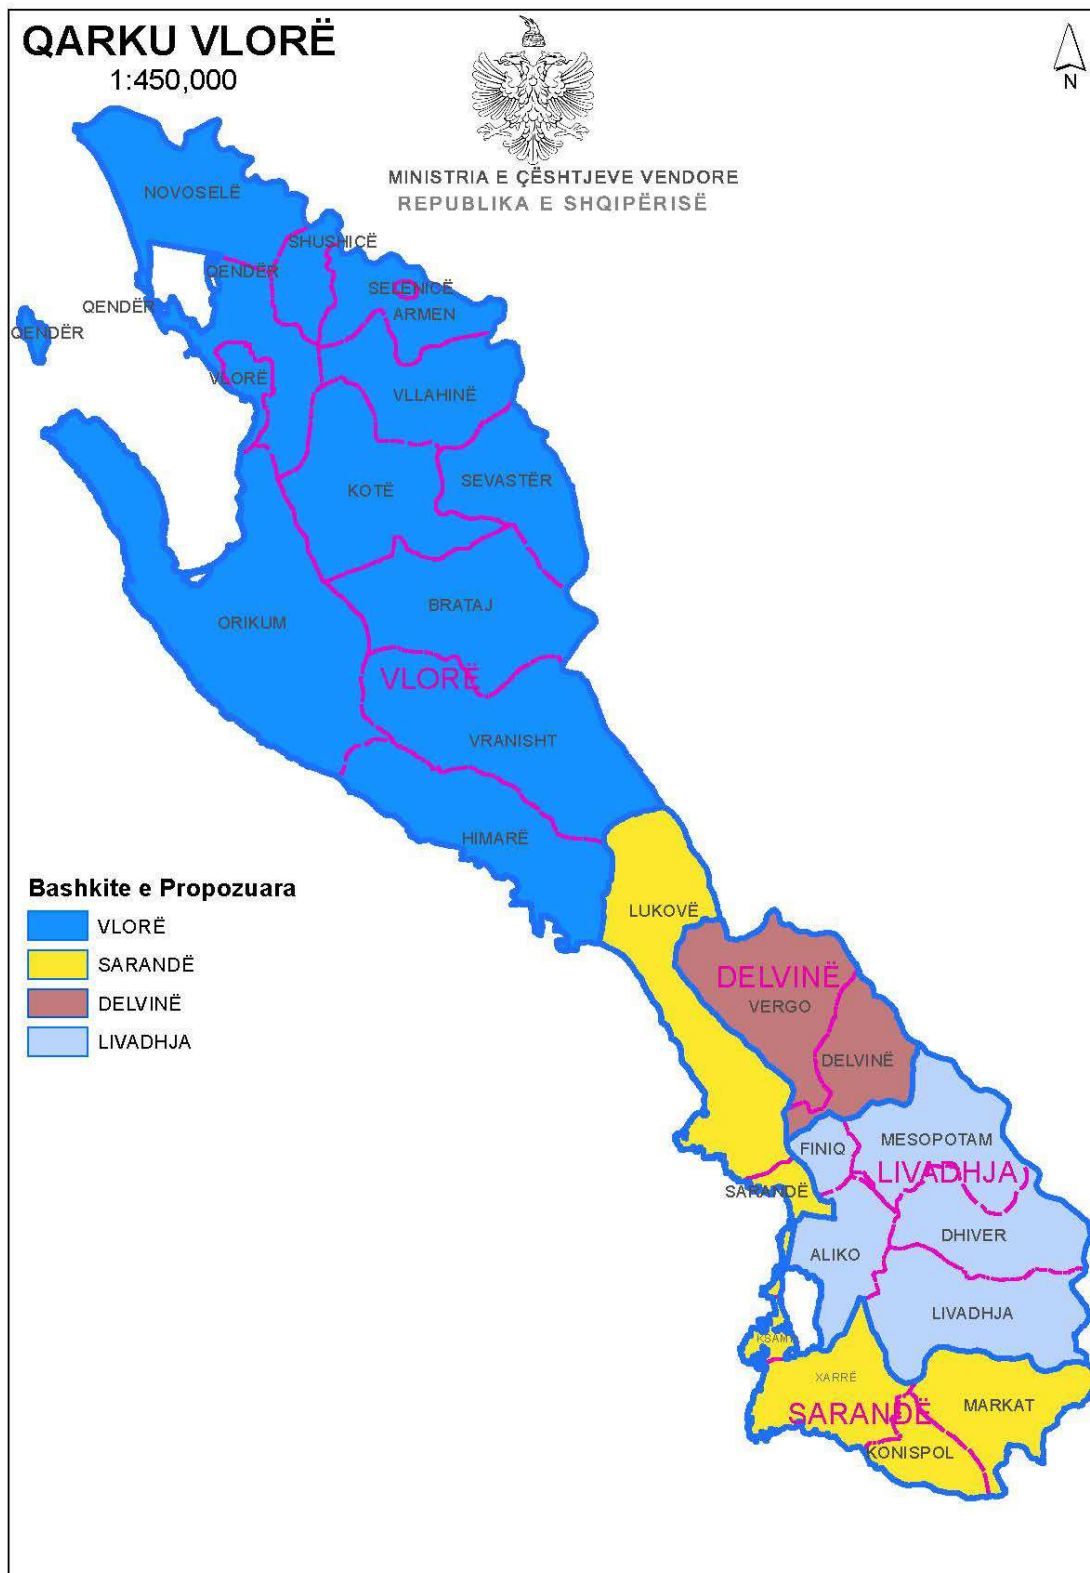 QARKU VLORË
1:450,000
N
MINISTRIA E ÇËSHTJEVE VENDORE
REPUBLIKA E SHQIPËRISË
NOVOSELË
SHUSHICË
QENDËR
SELENICË
QENDËR
ARMEN
QENDËR
VLORË
VLLAHINË
SEVASTËR
KOTË
BRATAJ
ORIKUM
VLORË
VRANISHT
HIMARË
Bashkite e Propozuara
VLORË
SARANDË
DELVINË
LIVADHJA
LUKOVË
DELVINË
VERGO
DELVINË
MESOPOTAM
FINIQ
LIVADHJA
SARANDË
DHIVER
ALIKO
LIVADHJA
KSAMIL
XARRË
SARANDË
MARKAT
KONISPOL